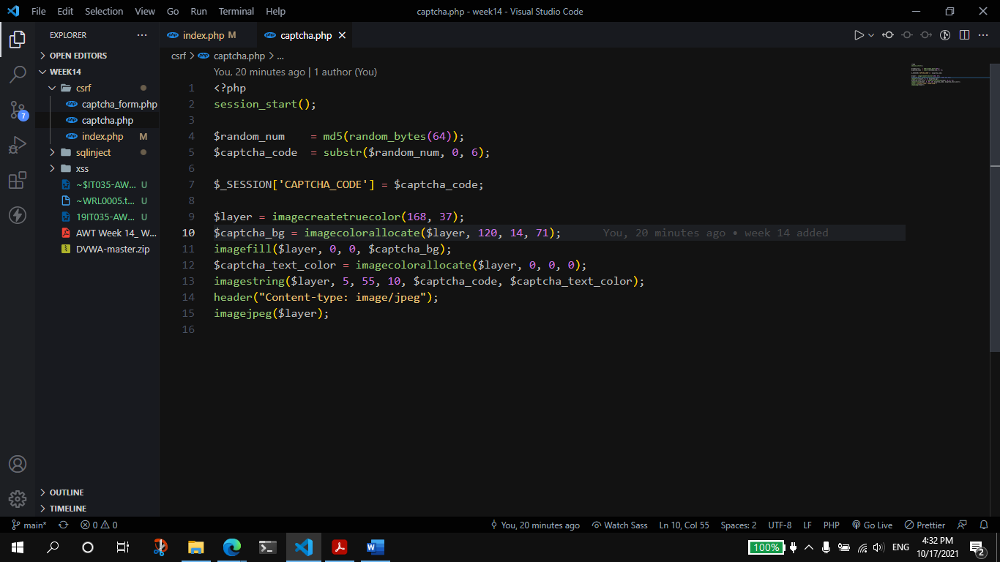 File Edit Selection View Go Run Terminal Help captcha.php - week14 - Visual Studio Code
EXPLORER
index.php M captcha.php
OPEN EDITORS
WEEK14
csrf
captcha_form.php
captcha.php
index.php M
sqlinject
xss
~$IT035-AW... U
~WRL0005.t... U
19IT035-AW... U
AWT Week 14_ W...
DVWA-master.zip
OUTLINE
TIMELINE
7
csrf > captcha.php > ...
You, 20 minutes ago | 1 author (You)
1 <?php
2 session_start();
3
4 $random_num    = md5(random_bytes(64));
5 $captcha_code  = substr($random_num, 0, 6);
6
7 $_SESSION['CAPTCHA_CODE'] = $captcha_code;
8
9 $layer = imagecreatetruecolor(168, 37);
10 $captcha_bg = imagecolorallocate($layer, 120, 14, 71); You, 20 minutes ago • week 14 added
11 imagefill($layer, 0, 0, $captcha_bg);
12 $captcha_text_color = imagecolorallocate($layer, 0, 0, 0);
13 imagestring($layer, 5, 55, 10, $captcha_code, $captcha_text_color);
14 header("Content-type: image/jpeg");
15 imagejpeg($layer);
16
main* 0 0 You, 20 minutes ago Watch Sass Ln 10, Col 55 Spaces: 2 UTF-8 LF PHP Go Live Prettier
100% ENG 4:32 PM
10/17/2021 2